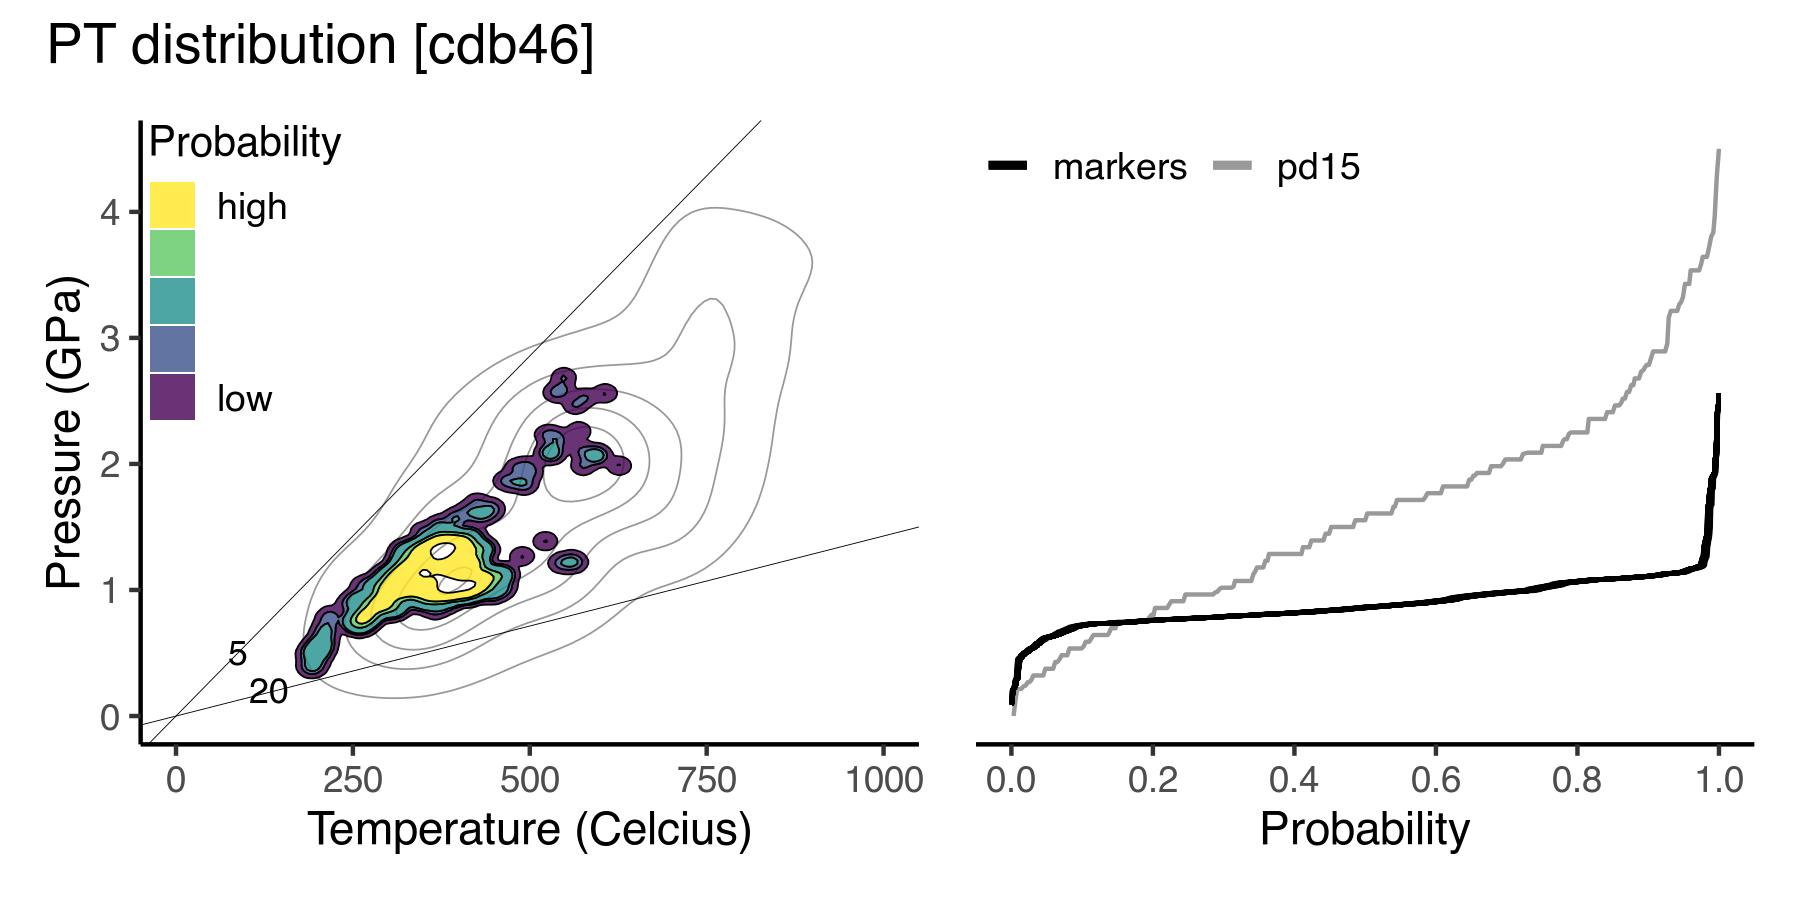 PT distribution [cdb46]
Probability
high
low
Pressure (GPa)
4
3
2
1
0
5
20
0 250 500 750 1000
Temperature (Celcius)
markers pd15
0.0 0.2 0.4 0.6 0.8 1.0
Probability